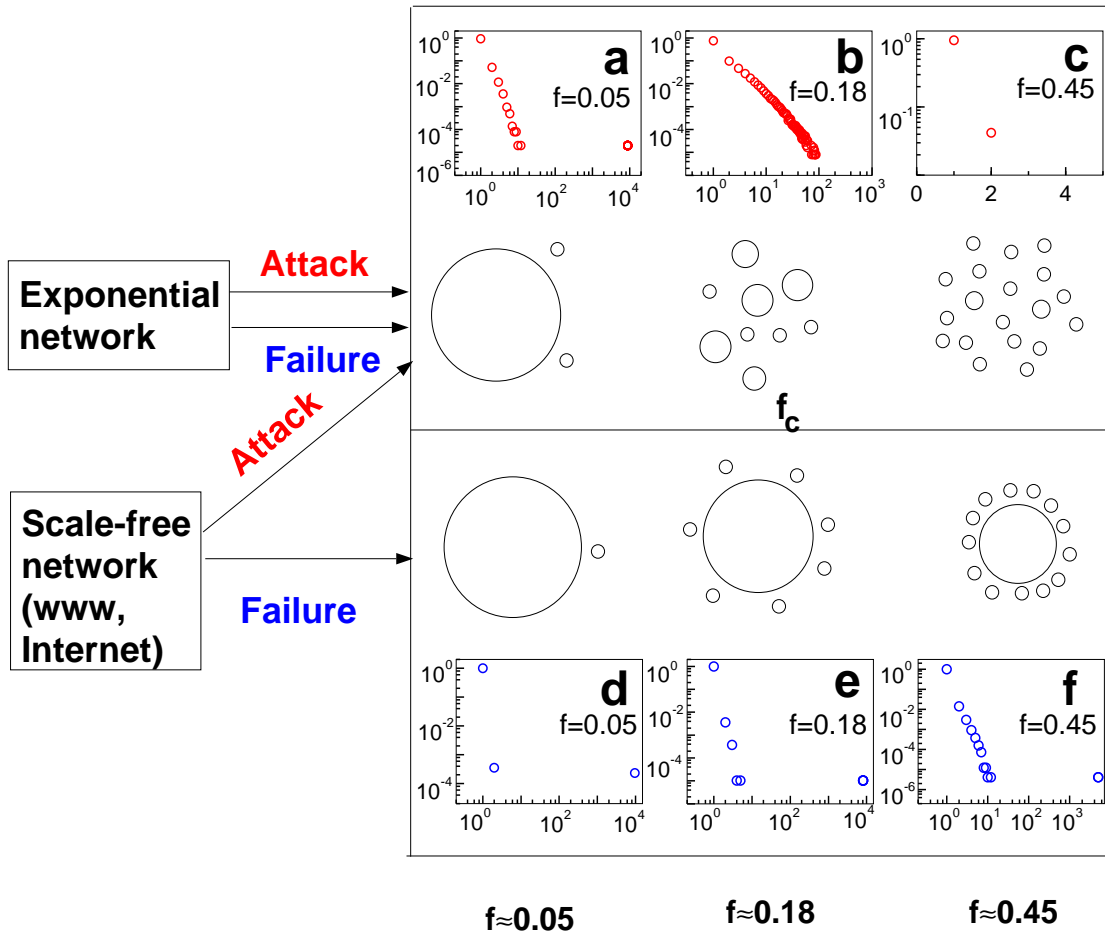 10^0
10^-2
10^-4
10^-6
10^0
10^2
10^4
a
f=0.05
10^0
10^-2
10^-4
10^-6
10^0
10^1
10^2
10^3
b
f=0.18
10^0
10^-1
0
2
4
c
f=0.45
Exponential
network
Attack
Failure
f_c
Scale-free
network
(www,
Internet)
Attack
Failure
10^0
10^-2
10^-4
10^0
10^2
10^4
d
f=0.05
10^0
10^-2
10^-4
10^-6
10^0
10^2
10^4
e
f=0.18
10^0
10^-2
10^-4
10^-6
10^0
10^1
10^2
10^3
f
f=0.45
f≈0.05
f≈0.18
f≈0.45